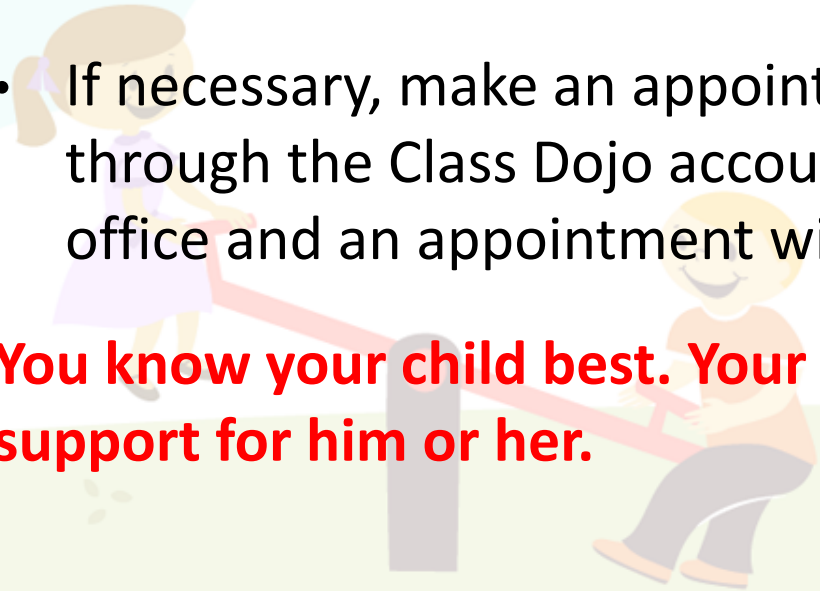 • If necessary, make an appoint
through the Class Dojo accou
office and an appointment wi
You know your child best. Your
support for him or her.